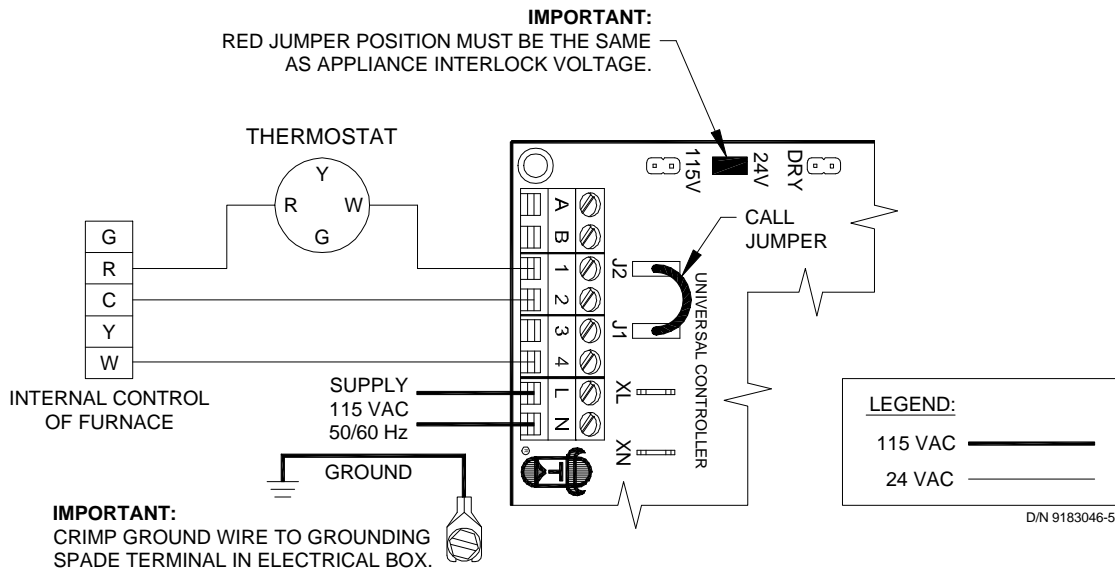 IMPORTANT:
RED JUMPER POSITION MUST BE THE SAME
AS APPLIANCE INTERLOCK VOLTAGE.
THERMOSTAT
Y
R W
G
115V
24V
DRY
CALL
JUMPER
A
B
1
2
3
4
L
N
J2
J1
UNIVERSAL CONTROLLER
XL
XN
G
R
C
Y
W
INTERNAL CONTROL
OF FURNACE
SUPPLY
115 VAC
50/60 Hz
GROUND
T
®
IMPORTANT:
CRIMP GROUND WIRE TO GROUNDING
SPADE TERMINAL IN ELECTRICAL BOX.
LEGEND:
115 VAC
24 VAC
D/N 9183046-5